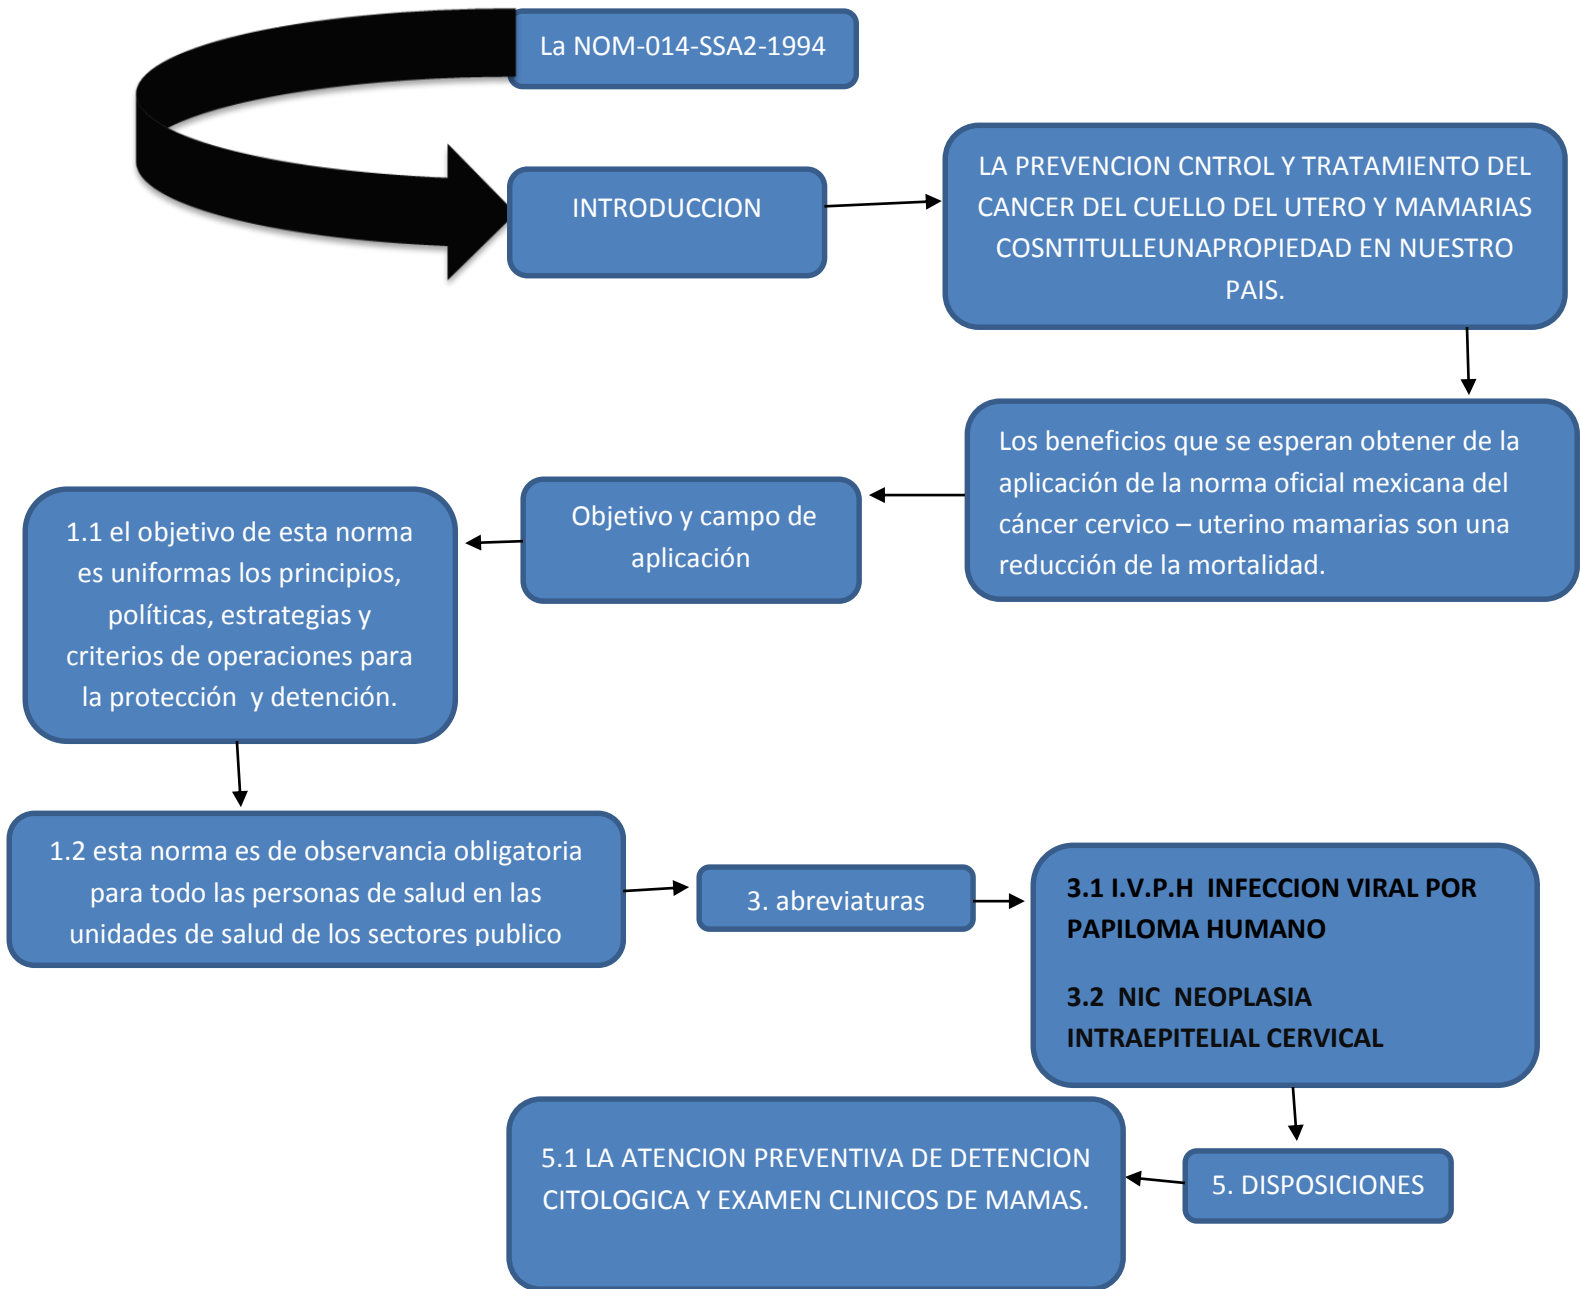 La NOM-014-SSA2-1994
INTRODUCCION
LA PREVENCION CNTROL Y TRATAMIENTO DEL
CANCER DEL CUELLO DEL UTERO Y MAMARIAS
COSNTITULLEUNAPROPIEDAD EN NUESTRO
PAIS.
Los beneficios que se esperan obtener de la
aplicación de la norma oficial mexicana del
cáncer cervico – uterino mamarias son una
reducción de la mortalidad.
Objetivo y campo de
aplicación
1.1 el objetivo de esta norma
es uniformas los principios,
políticas, estrategias y
criterios de operaciones para
la protección  y detención.
1.2 esta norma es de observancia obligatoria
para todo las personas de salud en las
unidades de salud de los sectores publico
3. abreviaturas
3.1 I.V.P.H  INFECCION VIRAL POR
PAPILOMA HUMANO
3.2  NIC  NEOPLASIA
INTRAEPITELIAL CERVICAL
5. DISPOSICIONES
5.1 LA ATENCION PREVENTIVA DE DETENCION
CITOLOGICA Y EXAMEN CLINICOS DE MAMAS.